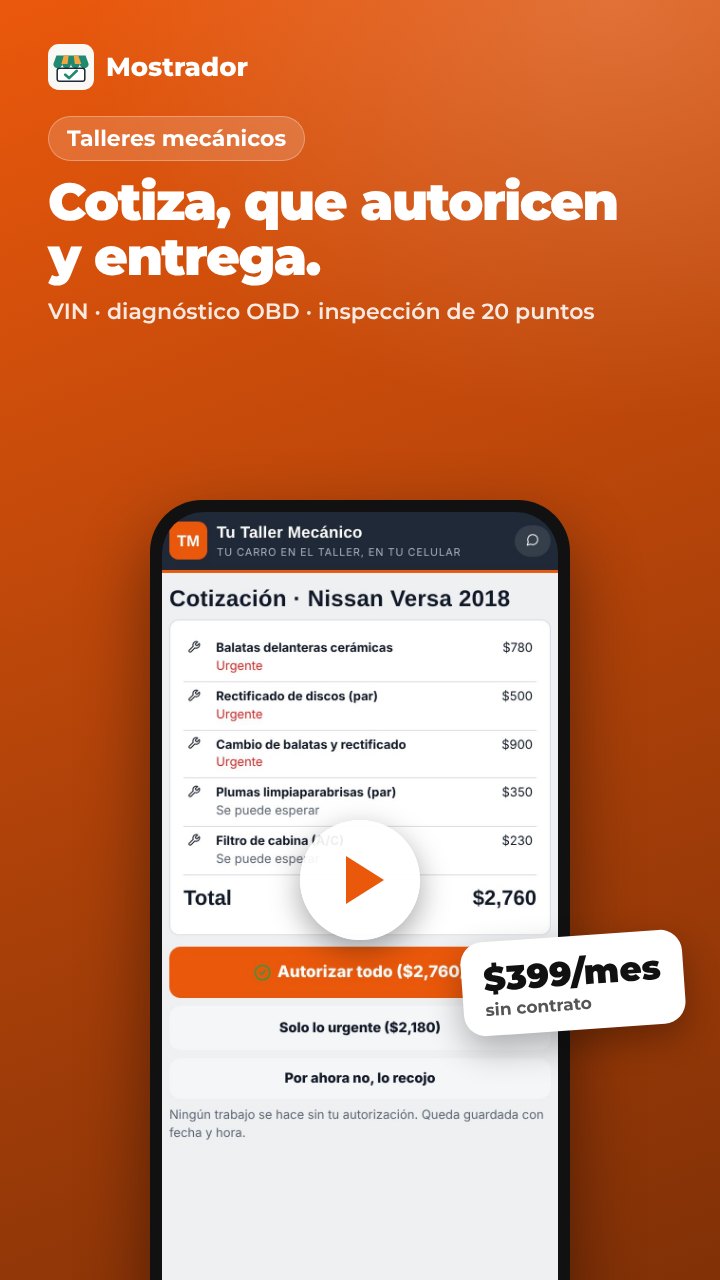 Mostrador
Talleres mecánicos
Cotiza, que autoricen
y entrega.
VIN · diagnóstico OBD · inspección de 20 puntos
TM
Tu Taller Mecánico
TU CARRO EN EL TALLER, EN TU CELULAR
Cotización · Nissan Versa 2018
Balatas delanteras cerámicas $780
Urgente
Rectificado de discos (par) $500
Urgente
Cambio de balatas y rectificado $900
Urgente
Plumas limpiaparabrisas (par) $350
Se puede esperar
Filtro de cabina (A/C) $230
Se puede esperar
Total $2,760
Autorizar todo ($2,760
$399/mes
sin contrato
Solo lo urgente ($2,180)
Por ahora no, lo recojo
Ningún trabajo se hace sin tu autorización. Queda guardada con
fecha y hora.